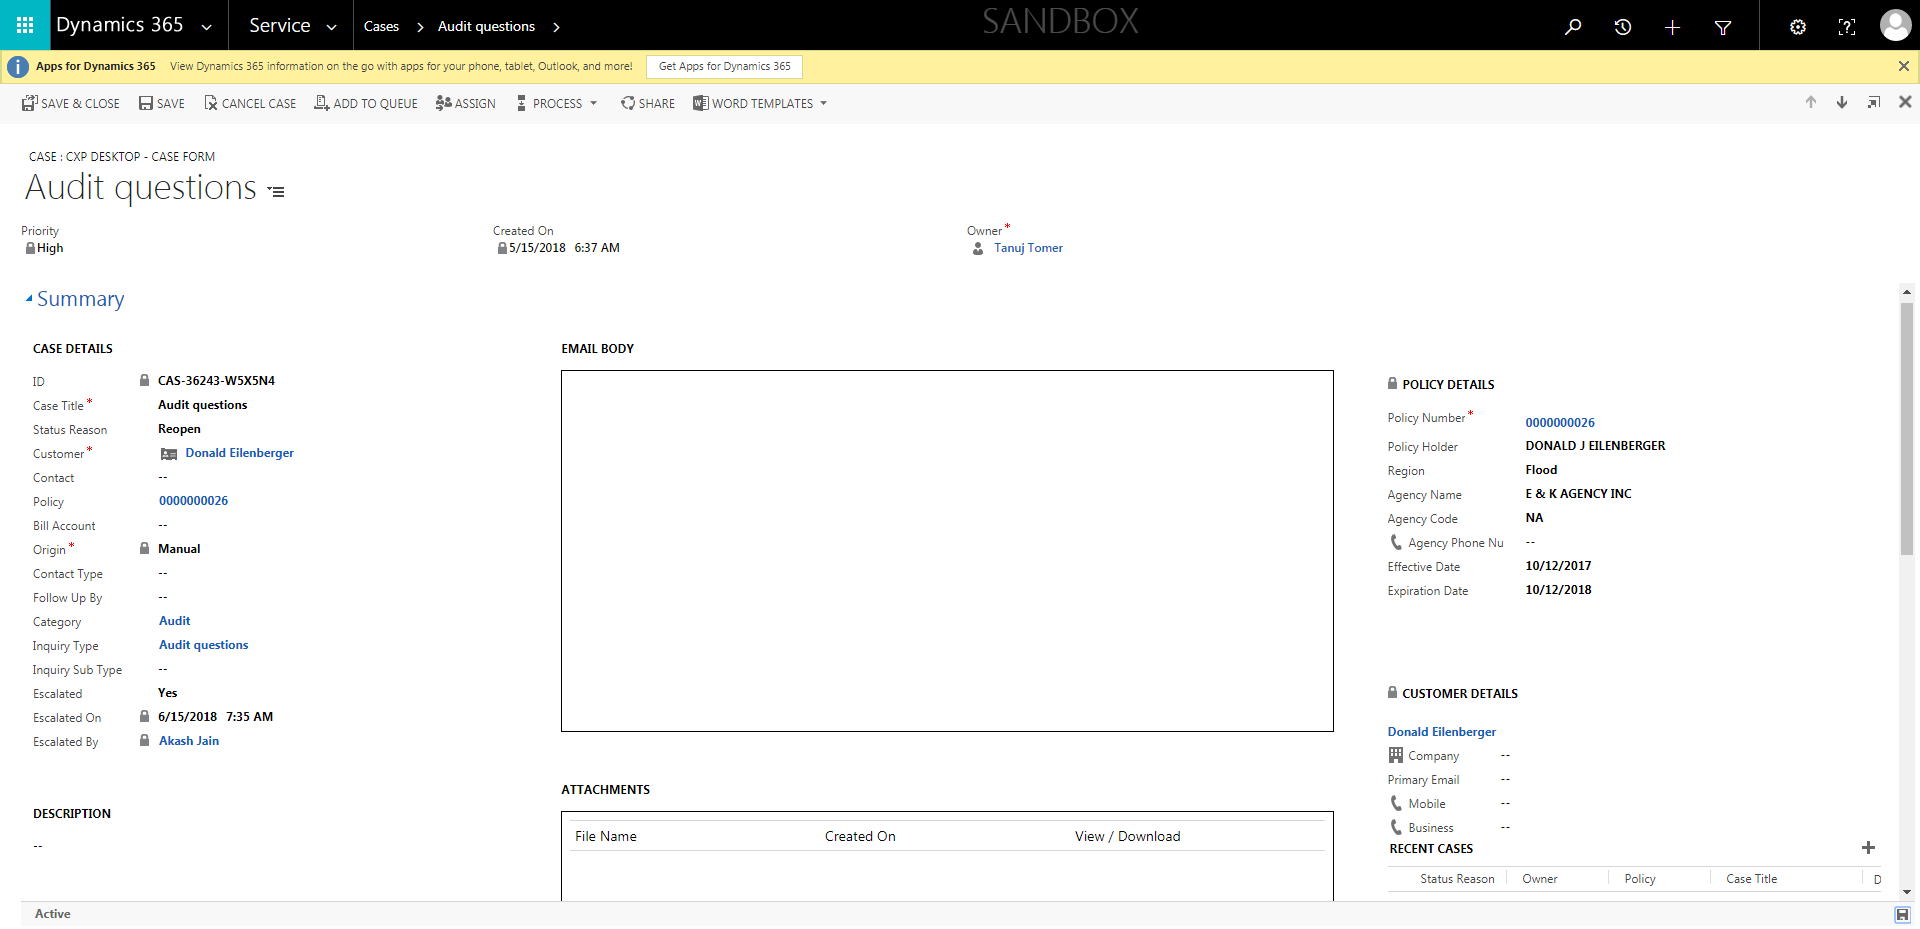 Dynamics 365 Service Cases Audit questions SANDBOX
Apps for Dynamics 365 View Dynamics 365 information on the go with apps for your phone, tablet, Outlook, and more! Get Apps for Dynamics 365
SAVE & CLOSE SAVE CANCEL CASE ADD TO QUEUE ASSIGN PROCESS SHARE WORD TEMPLATES
CASE : CXP DESKTOP - CASE FORM
Audit questions
Priority
High
Created On
5/15/2018 6:37 AM
Owner*
Tanuj Tomer
Summary
CASE DETAILS
ID CAS-36243-W5X5N4
Case Title* Audit questions
Status Reason Reopen
Customer* Donald Eilenberger
Contact --
Policy 0000000026
Bill Account --
Origin* Manual
Contact Type --
Follow Up By --
Category Audit
Inquiry Type Audit questions
Inquiry Sub Type --
Escalated Yes
Escalated On 6/15/2018 7:35 AM
Escalated By Akash Jain
DESCRIPTION
--
EMAIL BODY
ATTACHMENTS
File Name Created On View / Download
POLICY DETAILS
Policy Number* 0000000026
Policy Holder DONALD J EILENBERGER
Region Flood
Agency Name E & K AGENCY INC
Agency Code NA
Agency Phone Nu --
Effective Date 10/12/2017
Expiration Date 10/12/2018
CUSTOMER DETAILS
Donald Eilenberger
Company --
Primary Email --
Mobile --
Business --
RECENT CASES
Status Reason Owner Policy Case Title D
Active